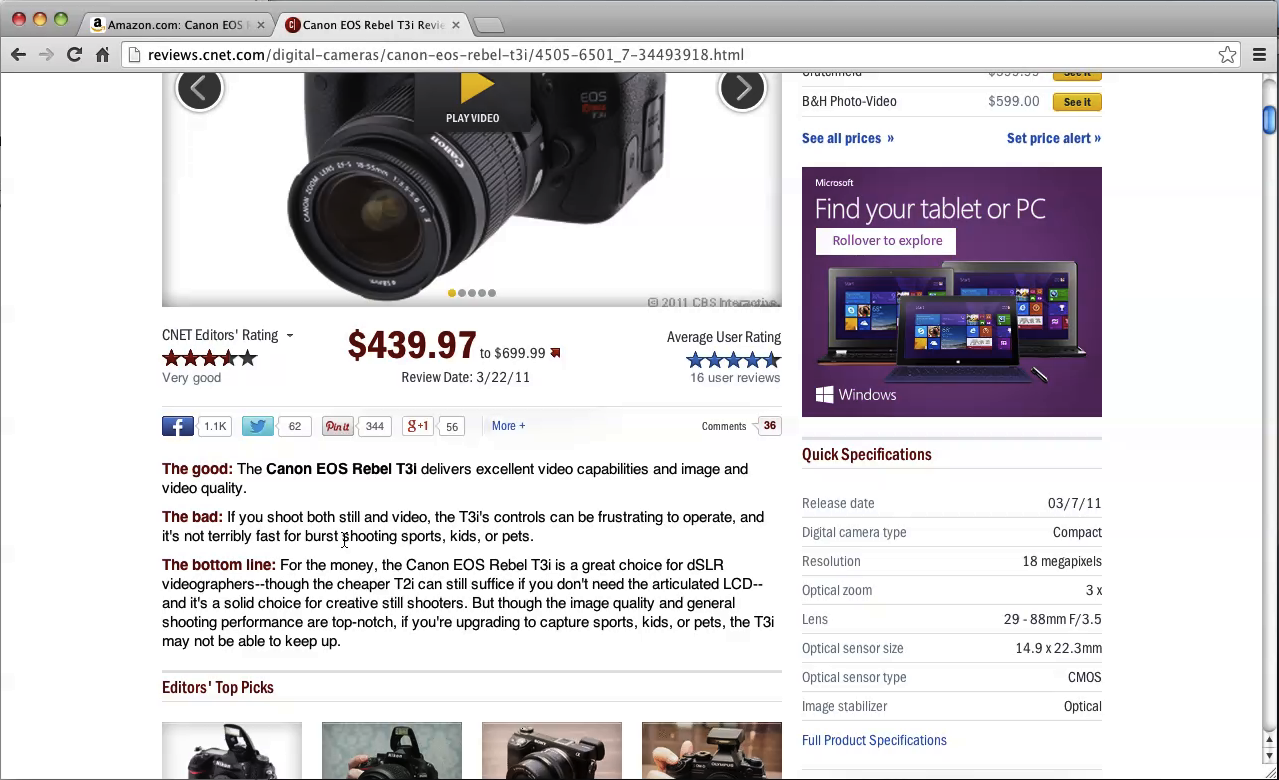 Amazon.com: Canon EOS R
Canon EOS Rebel T3i Revie
reviews.cnet.com/digital-cameras/canon-eos-rebel-t3i/4505-6501_7-34493918.html
EOS
PLAY VIDEO
Canon
CANON ZOOM LENS EF-S 18-55mm
© 2011 CBS Interactive
CNET Editors' Rating
Very good
$439.97 to $699.99
Review Date: 3/22/11
Average User Rating
16 user reviews
1.1K
62
Pin it 344
g+1 56
More +
Comments 36
The good: The Canon EOS Rebel T3i delivers excellent video capabilities and image and
video quality.
The bad: If you shoot both still and video, the T3i's controls can be frustrating to operate, and
it's not terribly fast for burst shooting sports, kids, or pets.
The bottom line: For the money, the Canon EOS Rebel T3i is a great choice for dSLR
videographers--though the cheaper T2i can still suffice if you don't need the articulated LCD--
and it's a solid choice for creative still shooters. But though the image quality and general
shooting performance are top-notch, if you're upgrading to capture sports, kids, or pets, the T3i
may not be able to keep up.
Editors' Top Picks
Nikon
Nikon
SONY
OLYMPUS
See it
B&H Photo-Video $599.00 See it
See all prices »
Set price alert »
Microsoft
Find your tablet or PC
Rollover to explore
Windows
Quick Specifications
Release date 03/7/11
Digital camera type Compact
Resolution 18 megapixels
Optical zoom 3 x
Lens 29 - 88mm F/3.5
Optical sensor size 14.9 x 22.3mm
Optical sensor type CMOS
Image stabilizer Optical
Full Product Specifications